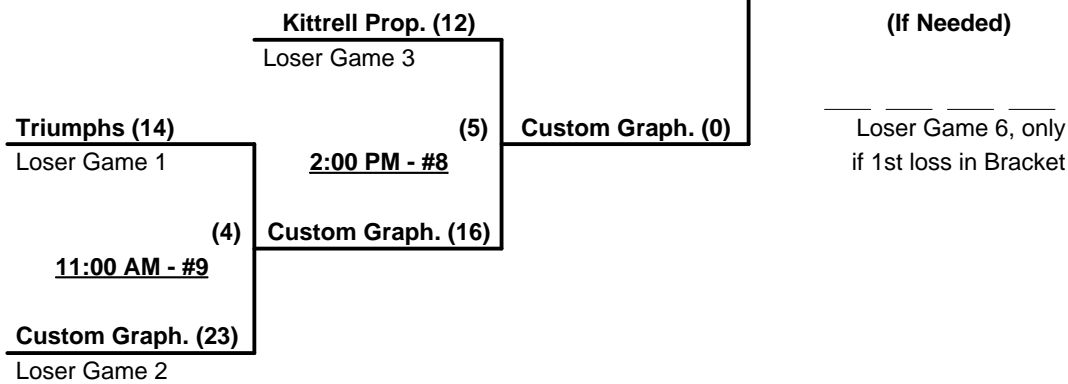 Kittrell Prop. (12)
(If Needed)
Loser Game 3
Triumphs (14)
(5)
Custom Graph. (0)
Loser Game 6, only
Loser Game 1
2:00 PM - #8
if 1st loss in Bracket
(4)
Custom Graph. (16)
11:00 AM - #9
Custom Graph. (23)
Loser Game 2